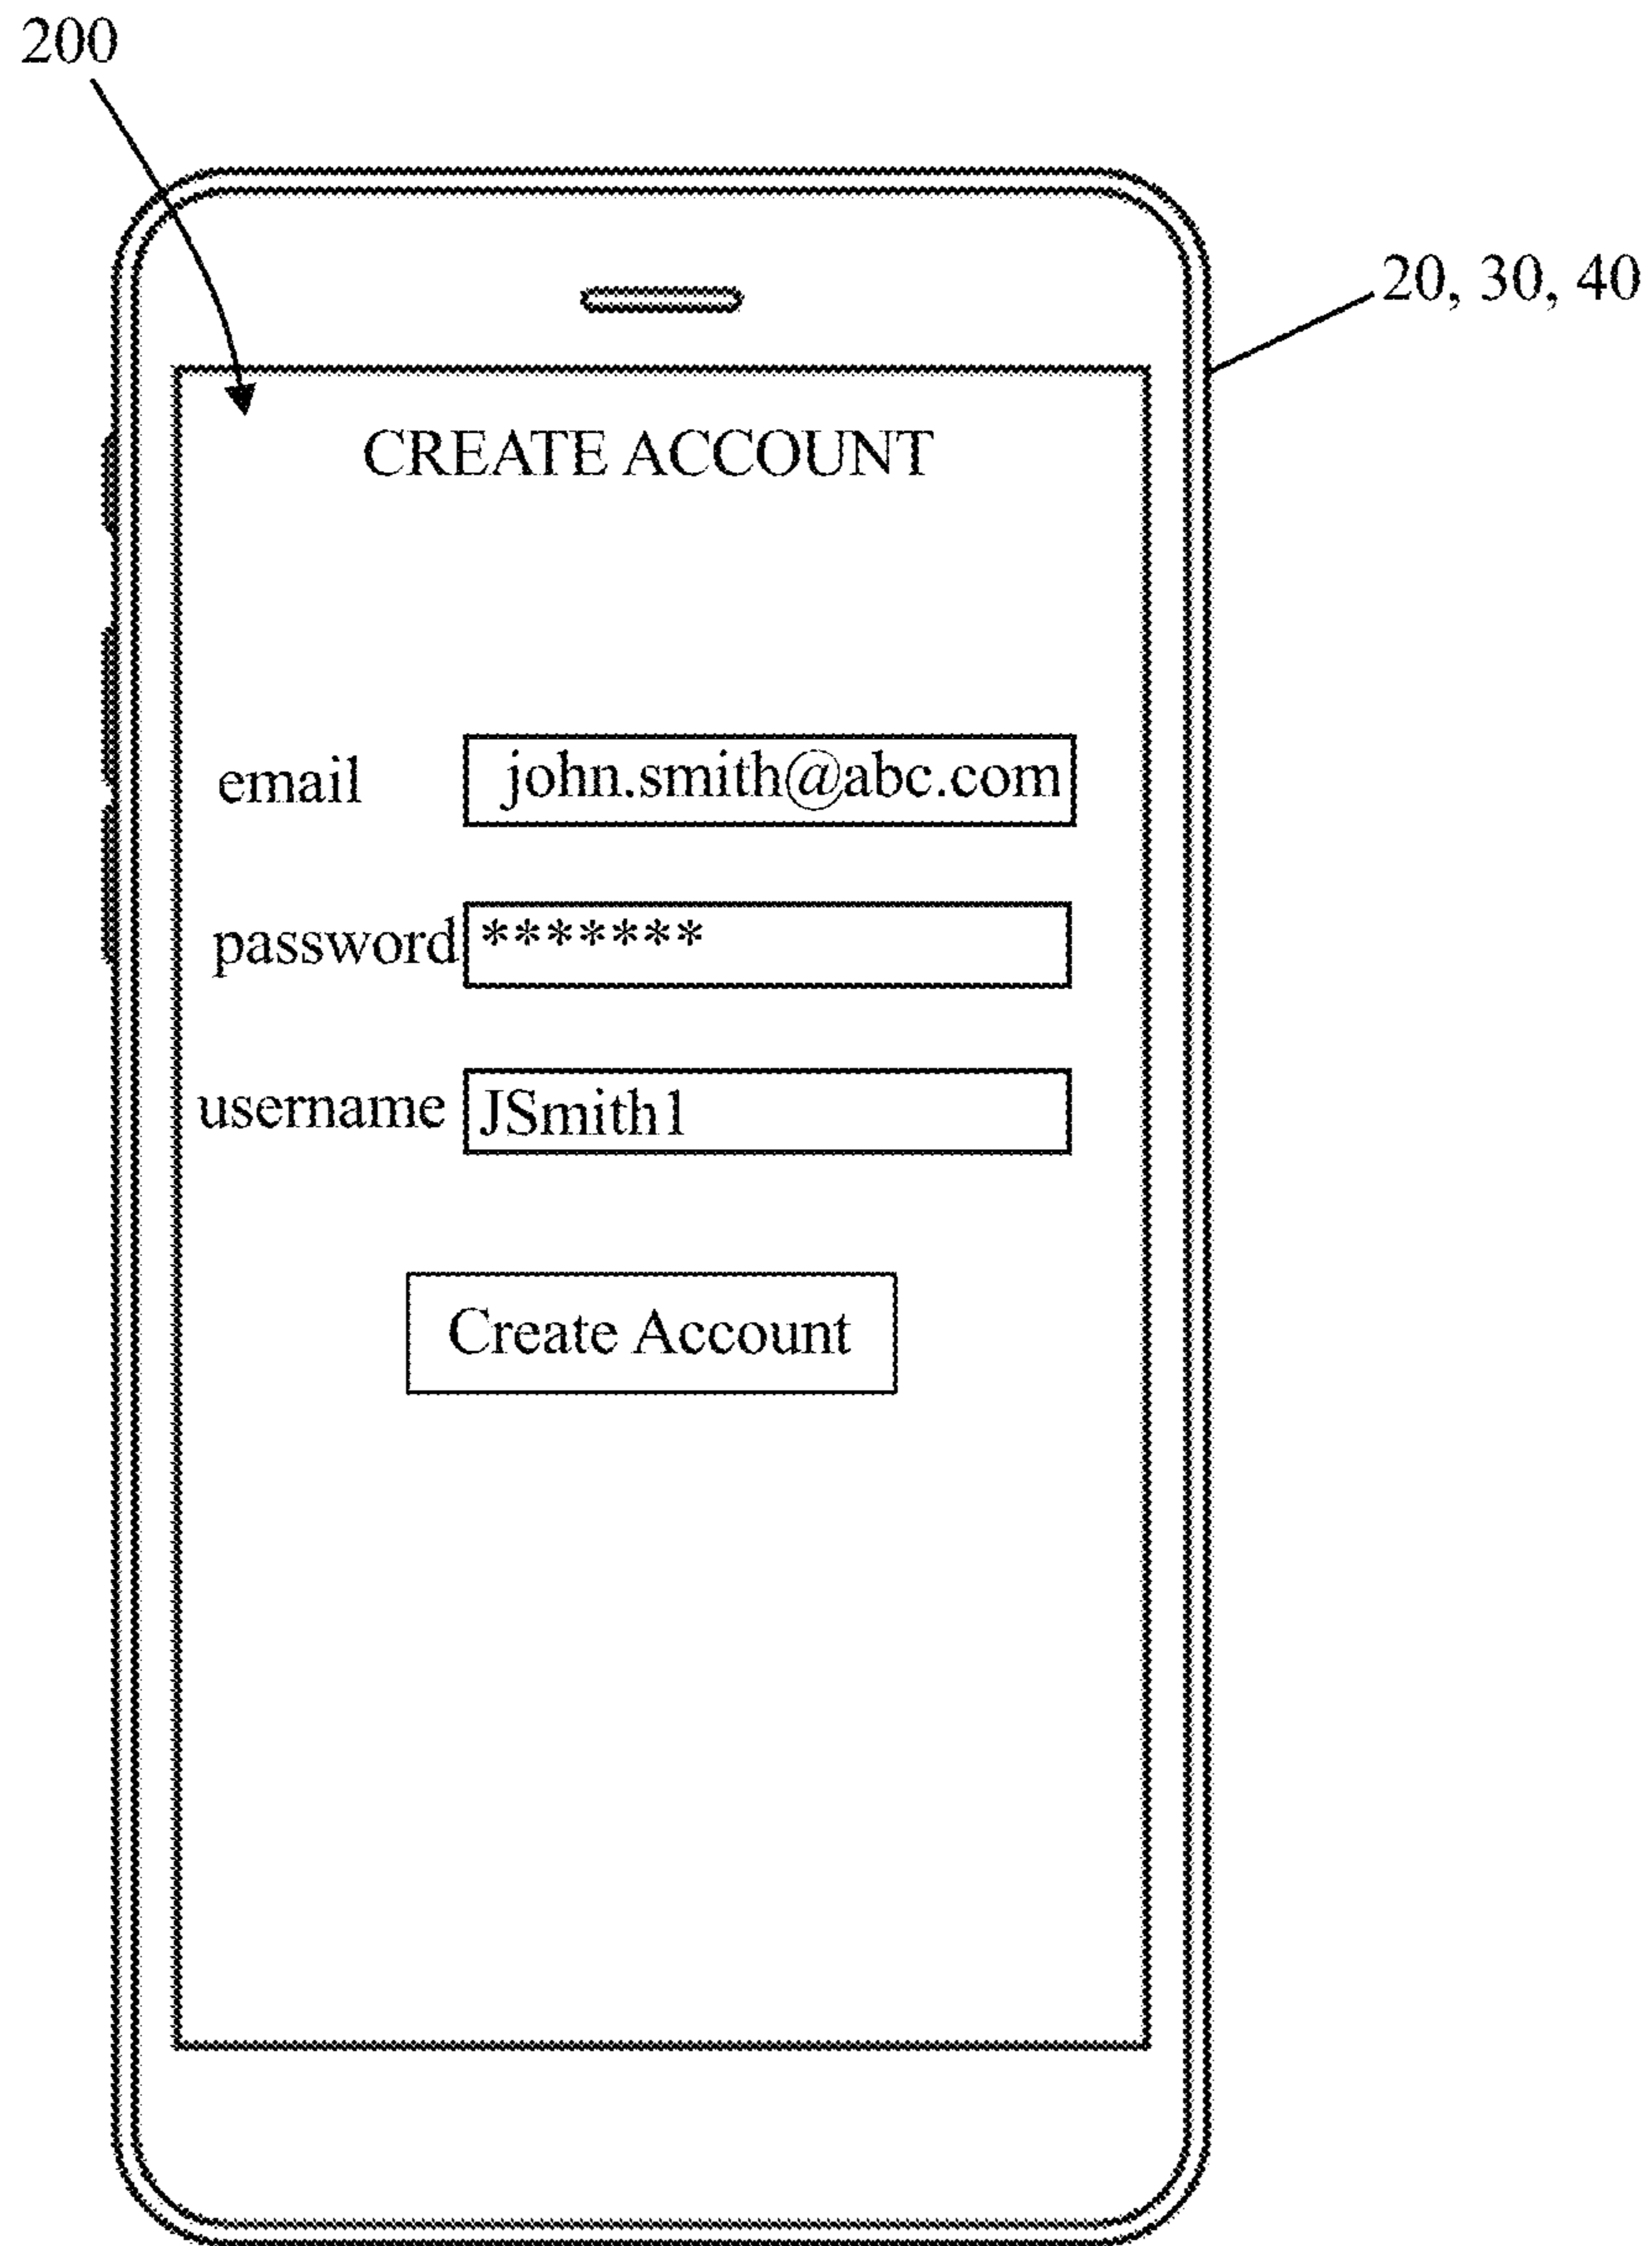 200
20, 30, 40
CREATE ACCOUNT
email john.smith@abc.com
password *******
username JSmith1
Create Account